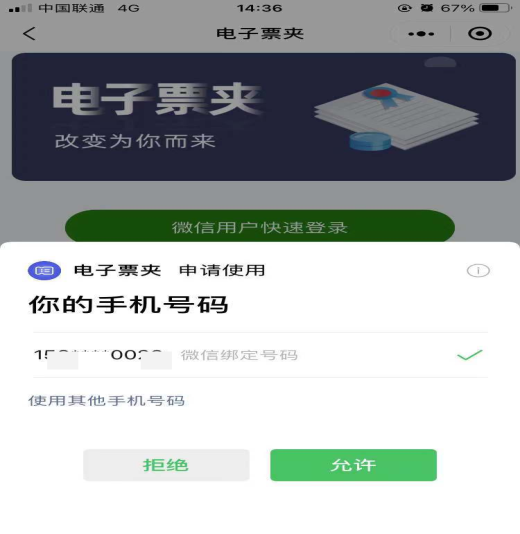 中国联通 4G 14:36 67%
电子票夹
电子票夹
改变为你而来
微信用户快速登录
电子票夹 申请使用
你的手机号码
微信绑定号码
使用其他手机号码
拒绝 允许